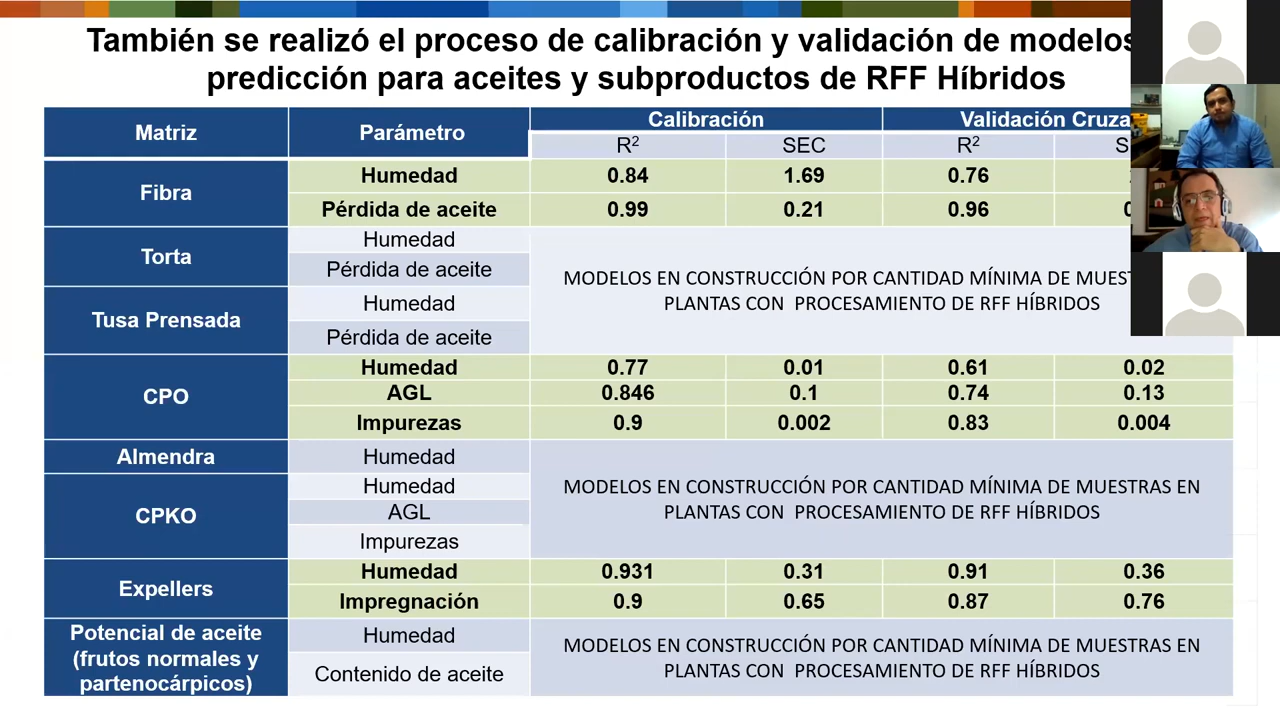 También se realizó el proceso de calibración y validación de modelos
predicción para aceites y subproductos de RFF Híbridos
Matriz
Parámetro
Calibración
Validación
R²
SEC
R²
Fibra
Humedad
0.84
1.69
0.76
Pérdida de aceite
0.99
0.21
0.96
Torta
Humedad
Pérdida de aceite
MODELOS EN CONSTRUCCIÓN POR CANTIDAD MÍNIMA DE
PLANTAS CON PROCESAMIENTO DE RFF HÍBRIDOS
Tusa Prensada
Humedad
Pérdida de aceite
CPO
Humedad
0.77
0.01
0.61
0.02
AGL
0.846
0.1
0.74
0.13
Impurezas
0.9
0.002
0.83
0.004
Almendra
Humedad
MODELOS EN CONSTRUCCIÓN POR CANTIDAD MÍNIMA DE MUESTRAS EN
PLANTAS CON PROCESAMIENTO DE RFF HÍBRIDOS
CPKO
Humedad
AGL
Impurezas
Expellers
Humedad
0.931
0.31
0.91
0.36
Impregnación
0.9
0.65
0.87
0.76
Potencial de aceite
(frutos normales y
partenocárpicos)
Humedad
Contenido de aceite
MODELOS EN CONSTRUCCIÓN POR CANTIDAD MÍNIMA DE MUESTRAS EN
PLANTAS CON PROCESAMIENTO DE RFF HÍBRIDOS